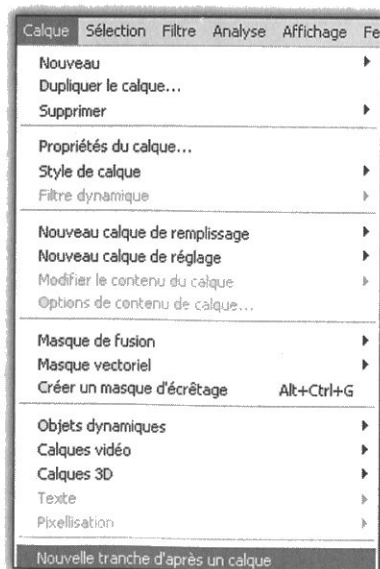 Calque Sélection Filtre Analyse Affichage Fe
Nouveau
Dupliquer le calque...
Supprimer
Propriétés du calque...
Style de calque
Filtre dynamique
Nouveau calque de remplissage
Nouveau calque de réglage
Modifier le contenu du calque
Options de contenu de calque...
Masque de fusion
Masque vectoriel
Créer un masque d'écrêtage Alt+Ctrl+G
Objets dynamiques
Calques vidéo
Calques 3D
Texte
Pixellisation
Nouvelle tranche d'après un calque